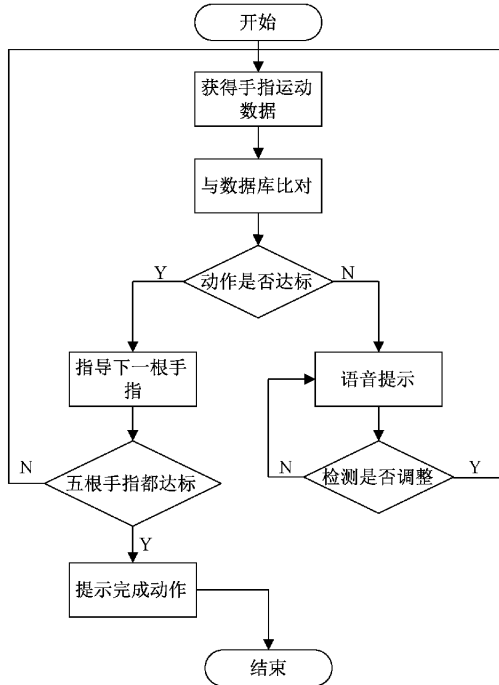 开始
获得手指运动
数据
与数据库比对
动作是否达标
Y
N
指导下一根手
指
语音提示
五根手指都达标
N
Y
检测是否调整
N
Y
提示完成动作
结束